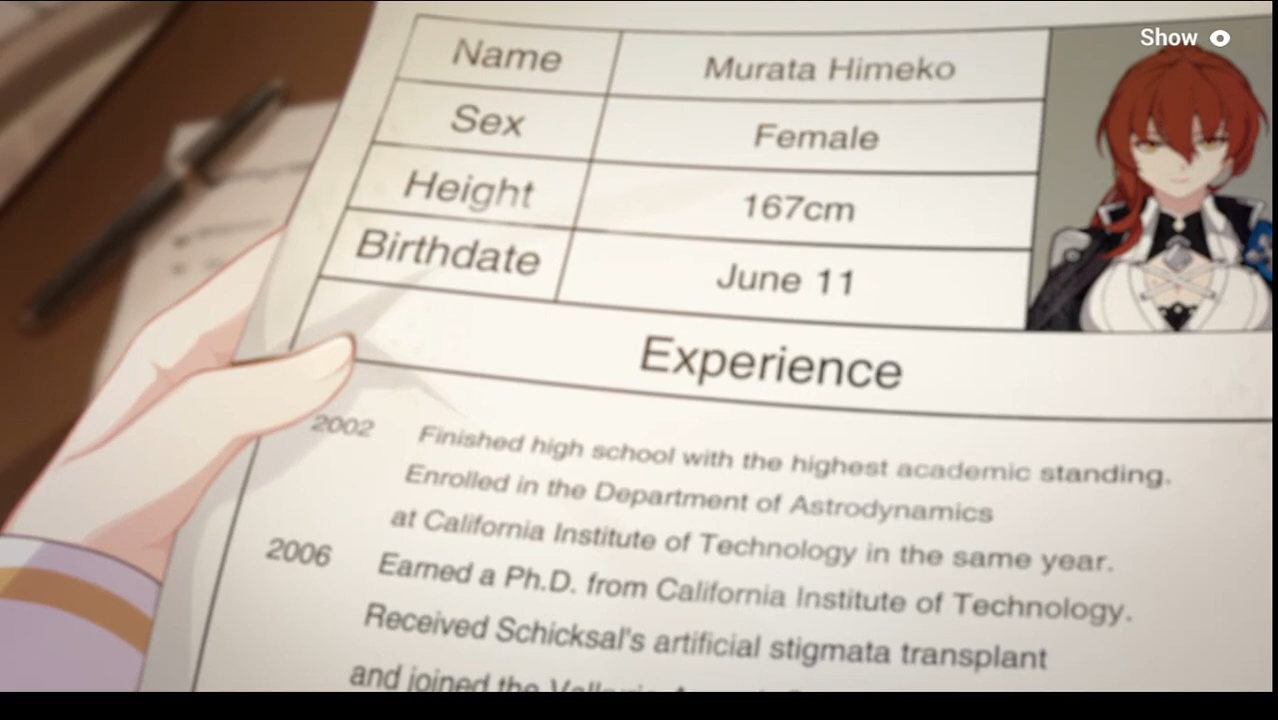 Show
Name Murata Himeko
Sex Female
Height 167cm
Birthdate June 11
Experience
2002 Finished high school with the highest academic standing.
Enrolled in the Department of Astrodynamics
at California Institute of Technology in the same year.
2006 Earned a Ph.D. from California Institute of Technology.
Received Schicksal's artificial stigmata transplant
and joined the